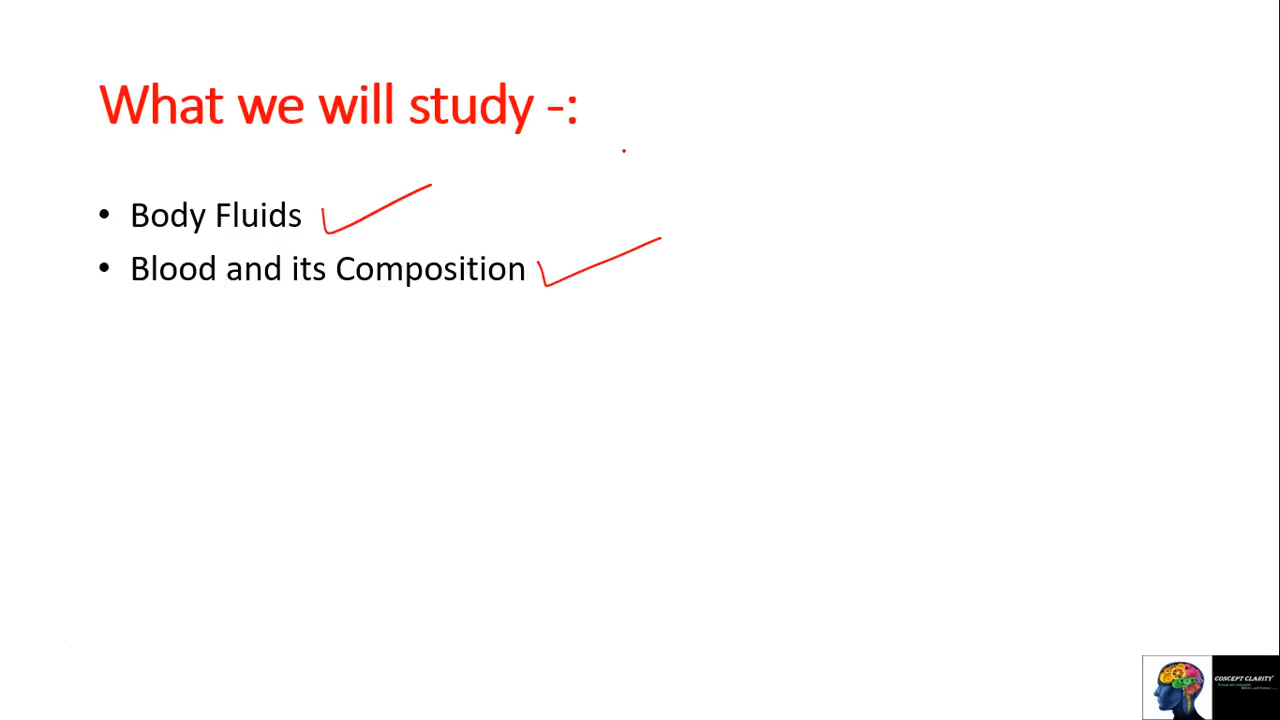 What we will study -:
• Body Fluids
• Blood and its Composition
CONCEPT CLARITY